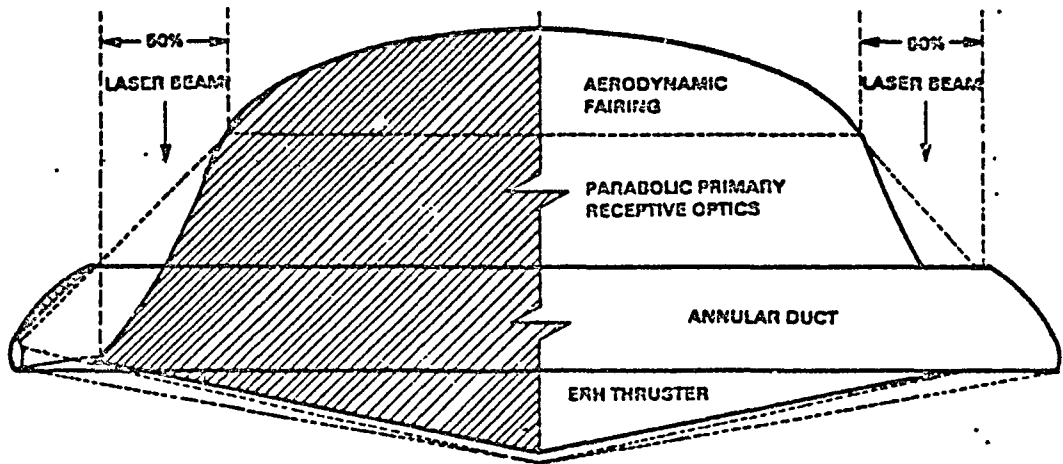 LASER BEAM
LASER BEAM
AERODYNAMIC
FAIRING
PARABOLIC PRIMARY
RECEPTIVE OPTICS
ANNULAR DUCT
ERH THRUSTER